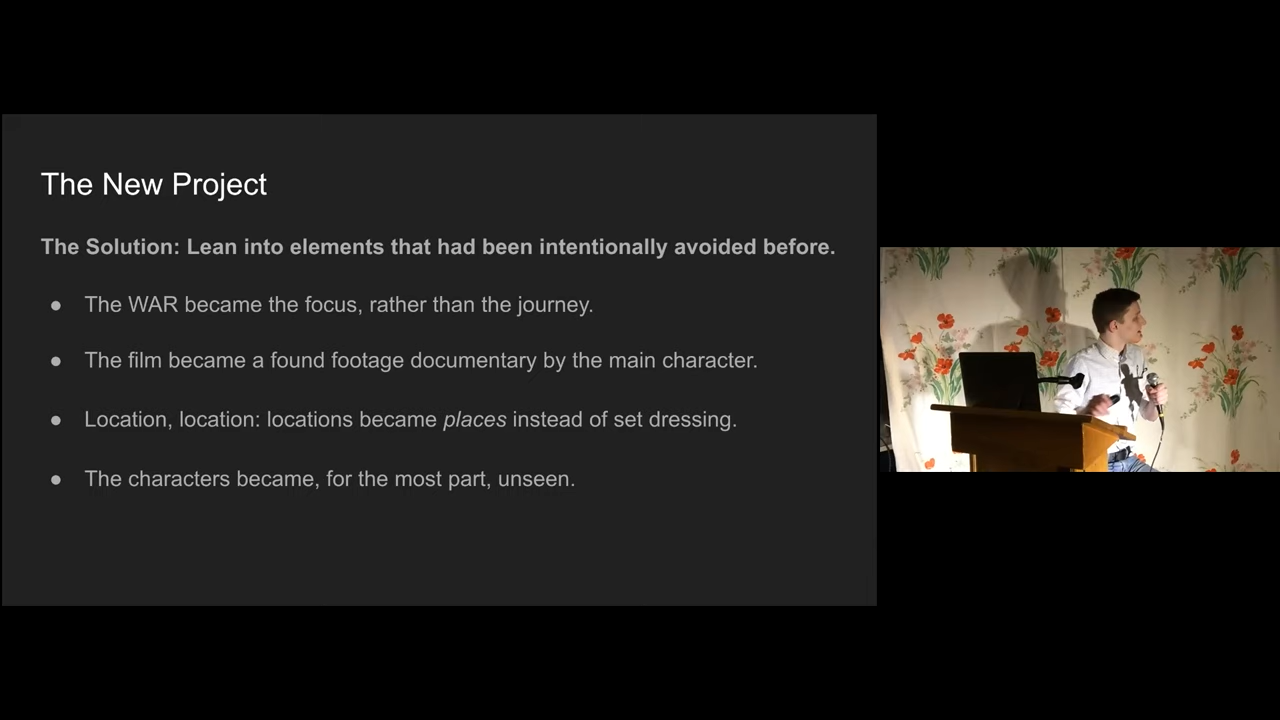 The New Project
The Solution: Lean into elements that had been intentionally avoided before.
● The WAR became the focus, rather than the journey.
● The film became a found footage documentary by the main character.
● Location, location: locations became places instead of set dressing.
● The characters became, for the most part, unseen.